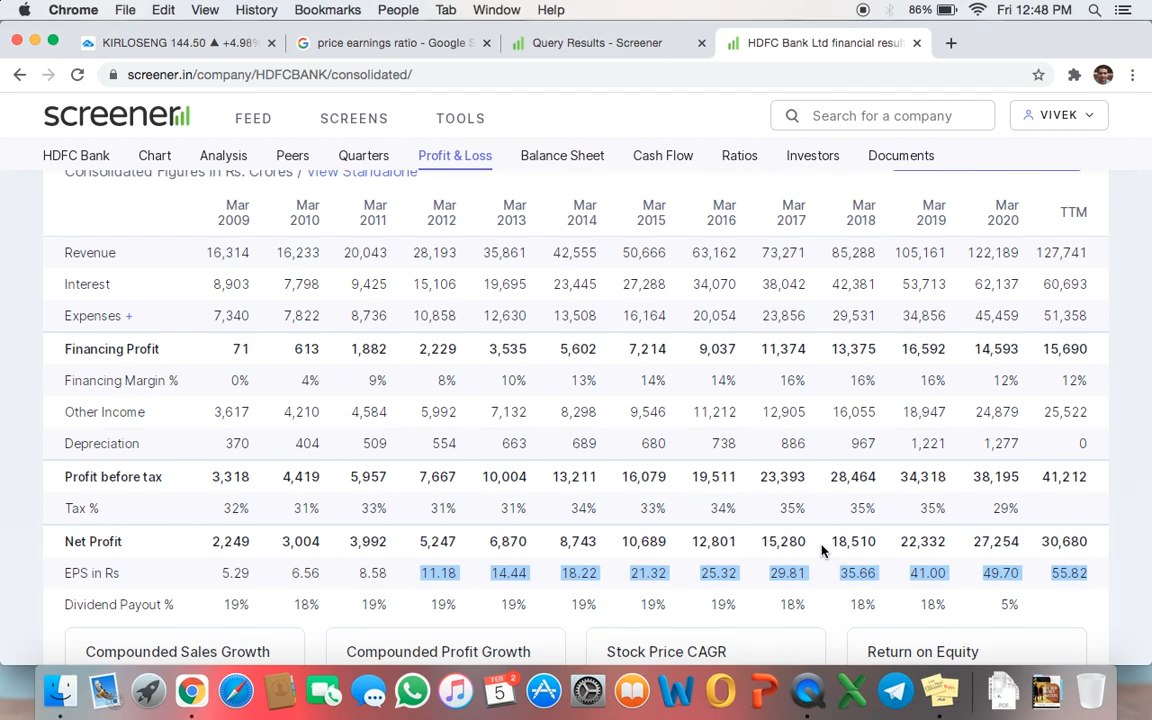 Chrome File Edit View History Bookmarks People Tab Window Help 86% Fri 12:48 PM
KIRLOSENG 144.50 ▲ +4.98% price earnings ratio - Google S Query Results - Screener HDFC Bank Ltd financial resul
screener.in/company/HDFCBANK/consolidated/
screener FEED SCREENS TOOLS Search for a company VIVEK
HDFC Bank Chart Analysis Peers Quarters Profit & Loss Balance Sheet Cash Flow Ratios Investors Documents
Consolidated Figures in Rs. Crores / View Standalone
Mar 2009 Mar 2010 Mar 2011 Mar 2012 Mar 2013 Mar 2014 Mar 2015 Mar 2016 Mar 2017 Mar 2018 Mar 2019 Mar 2020 TTM
Revenue 16,314 16,233 20,043 28,193 35,861 42,555 50,666 63,162 73,271 85,288 105,161 122,189 127,741
Interest 8,903 7,798 9,425 15,106 19,695 23,445 27,288 34,070 38,042 42,381 53,713 62,137 60,693
Expenses + 7,340 7,822 8,736 10,858 12,630 13,508 16,164 20,054 23,856 29,531 34,856 45,459 51,358
Financing Profit 71 613 1,882 2,229 3,535 5,602 7,214 9,037 11,374 13,375 16,592 14,593 15,690
Financing Margin % 0% 4% 9% 8% 10% 13% 14% 14% 16% 16% 16% 12% 12%
Other Income 3,617 4,210 4,584 5,992 7,132 8,298 9,546 11,212 12,905 16,055 18,947 24,879 25,522
Depreciation 370 404 509 554 663 689 680 738 886 967 1,221 1,277 0
Profit before tax 3,318 4,419 5,957 7,667 10,004 13,211 16,079 19,511 23,393 28,464 34,318 38,195 41,212
Tax % 32% 31% 33% 31% 31% 34% 33% 34% 35% 35% 35% 29%
Net Profit 2,249 3,004 3,992 5,247 6,870 8,743 10,689 12,801 15,280 18,510 22,332 27,254 30,680
EPS in Rs 5.29 6.56 8.58 11.18 14.44 18.22 21.32 25.32 29.81 35.66 41.00 49.70 55.82
Dividend Payout % 19% 18% 19% 19% 19% 19% 19% 19% 18% 18% 18% 5%
Compounded Sales Growth Compounded Profit Growth Stock Price CAGR Return on Equity
FEB 5 2